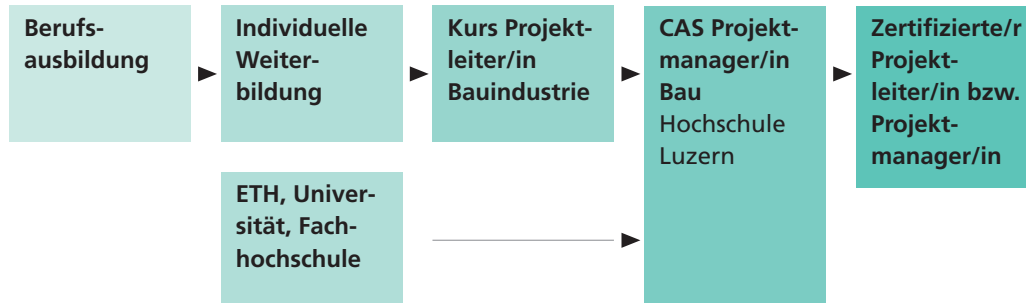 Berufs-
ausbildung
Individuelle
Weiter-
bildung
Kurs Projekt-
leiter/in
Bauindustrie
CAS Projekt-
manager/in
Bau
Hochschule
Luzern
Zertifizierte/r
Projekt-
leiter/in bzw.
Projekt-
manager/in
ETH, Univer-
sität, Fach-
hochschule